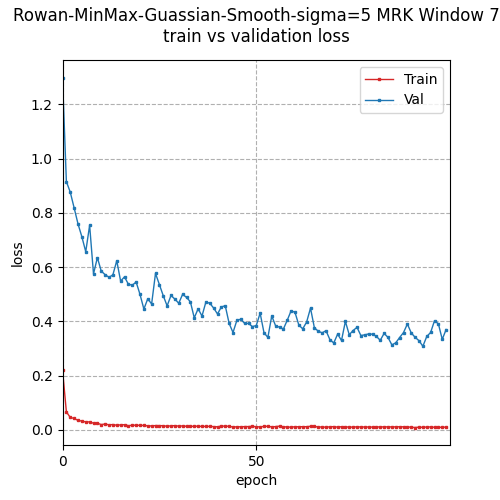 Rowan-MinMax-Guassian-Smooth-sigma=5 MRK Window 7
train vs validation loss
Train
Val
1.2
1.0
0.8
0.6
0.4
0.2
0.0
loss
0
50
epoch